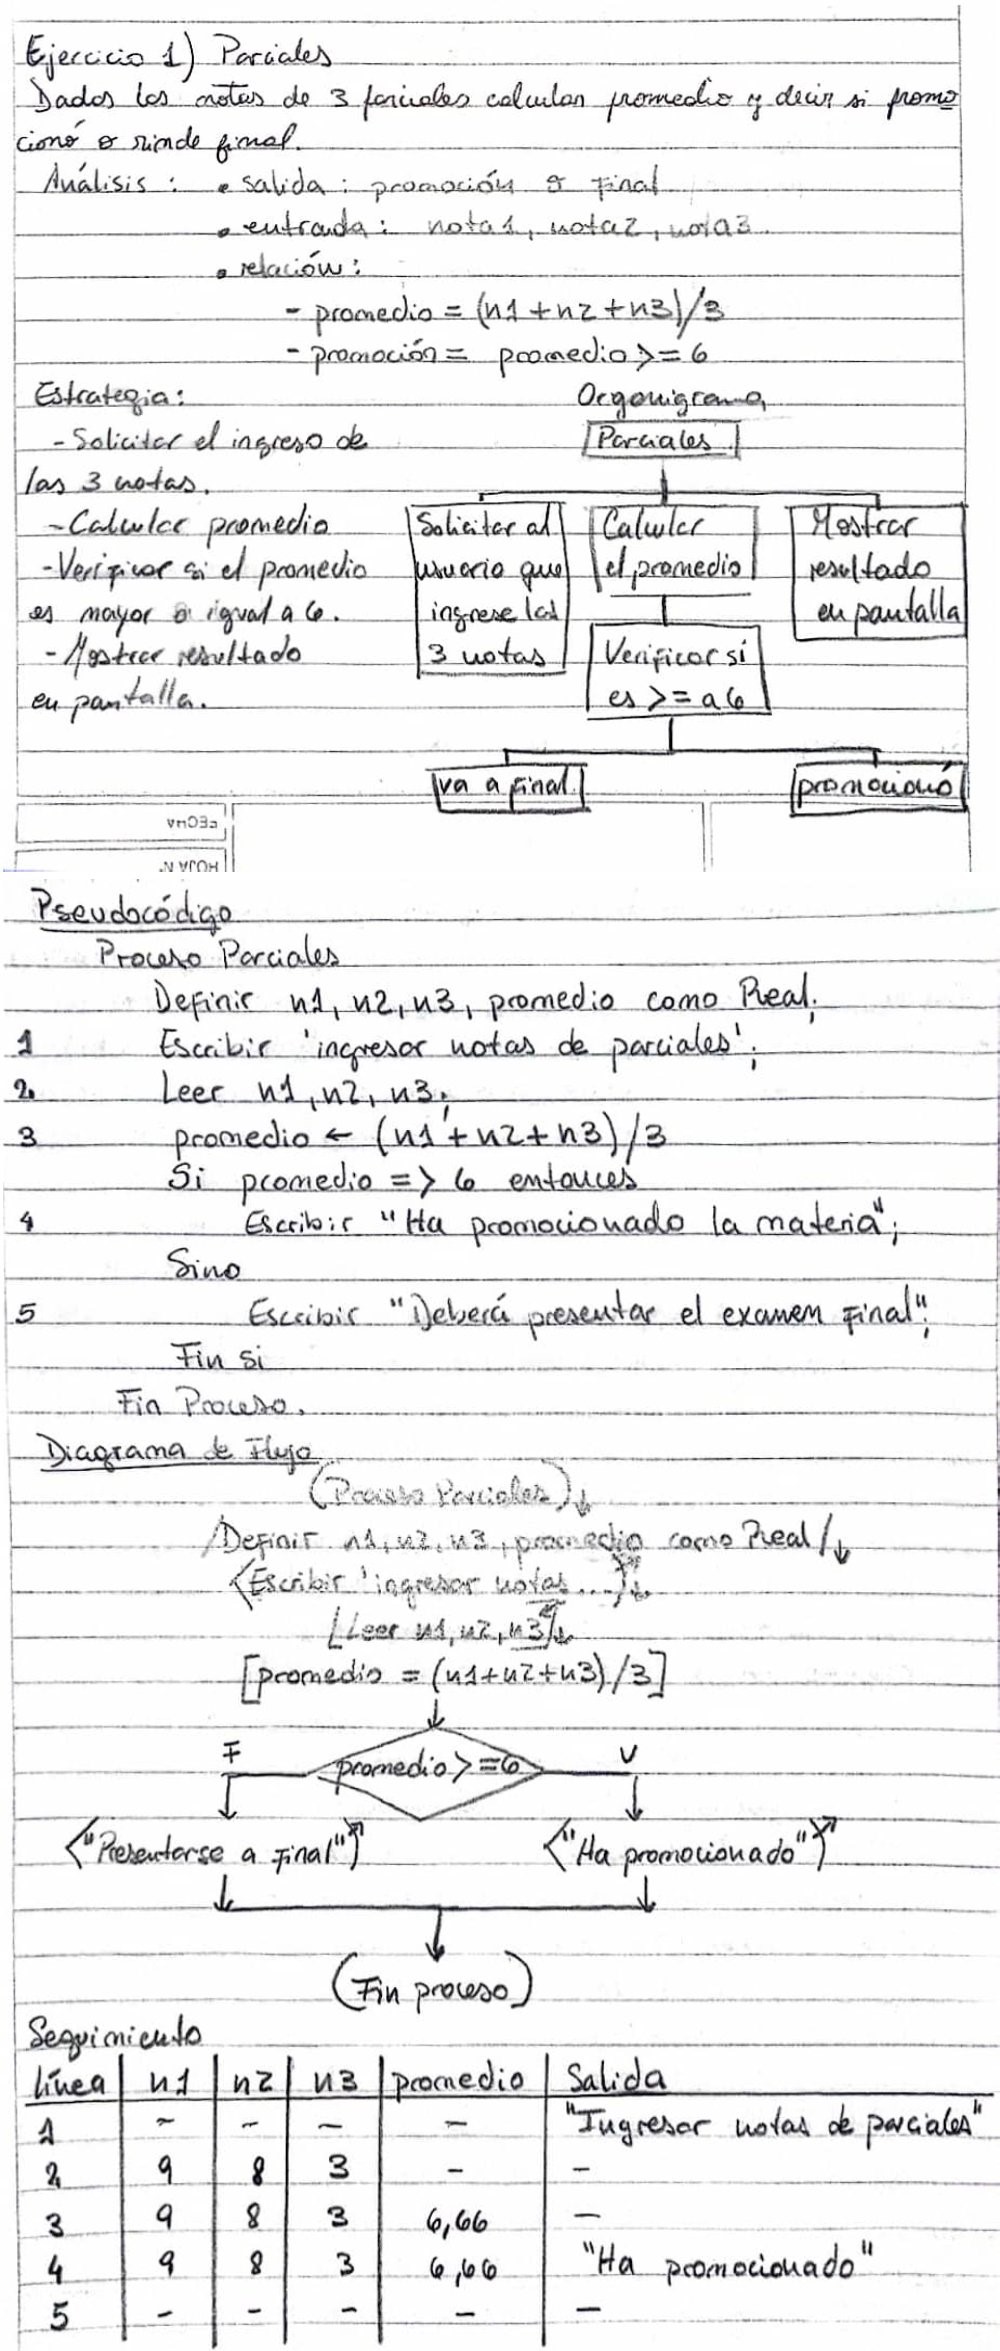 Ejercicio 1) Parciales
Dados las notas de 3 parciales calcular promedio y decir si promo
cionó o rinde final.
Análisis : • salida : promoción o Final
• entrada : nota1, nota2, nota3.
• relación :
- promedio = (n1 + n2 + n3)/3
- promoción = promedio >= 6
Estrategia :
- Solicitar el ingreso de
las 3 notas.
- Calcular promedio
- Verificar si el promedio
es mayor o igual a 6.
- Mostrar resultado
en pantalla.
Organigrama
Parciales
Solicitar al
usuario que
ingrese las
3 notas
Calcular
el promedio
Mostrar
resultado
en pantalla
Verificar si
es >= a 6
va a final
promocionó
FECHA
HOJA N
Pseudocódigo
Proceso Parciales
Definir n1, n2, n3, promedio como Real;
1 Escribir 'ingresar notas de parciales';
2 Leer n1, n2, n3;
3 promedio ← (n1 + n2 + n3)/3
Si promedio => 6 entonces
4 Escribir "Ha promocionado la materia";
Sino
5 Escribir "Deberá presentar el examen Final";
Fin si
Fin Proceso.
Diagrama de Flujo
(Proceso Parciales)↓
/Definir n1, n2, n3, promedio como Real/↓
<Escribir 'ingresar notas...'↓
[Leer n1, n2, n3]↓
[promedio = (n1+n2+n3)/3]
promedio >= 6
F
V
"Presentarse a Final"
"Ha promocionado"
(Fin proceso)
Seguimiento
línea | n1 | n2 | n3 | promedio | Salida
1 | - | - | - | - | "Ingresar notas de parciales"
2 | 9 | 8 | 3 | - | -
3 | 9 | 8 | 3 | 6,66 | -
4 | 9 | 8 | 3 | 6,66 | "Ha promocionado"
5 | - | - | - | - | -